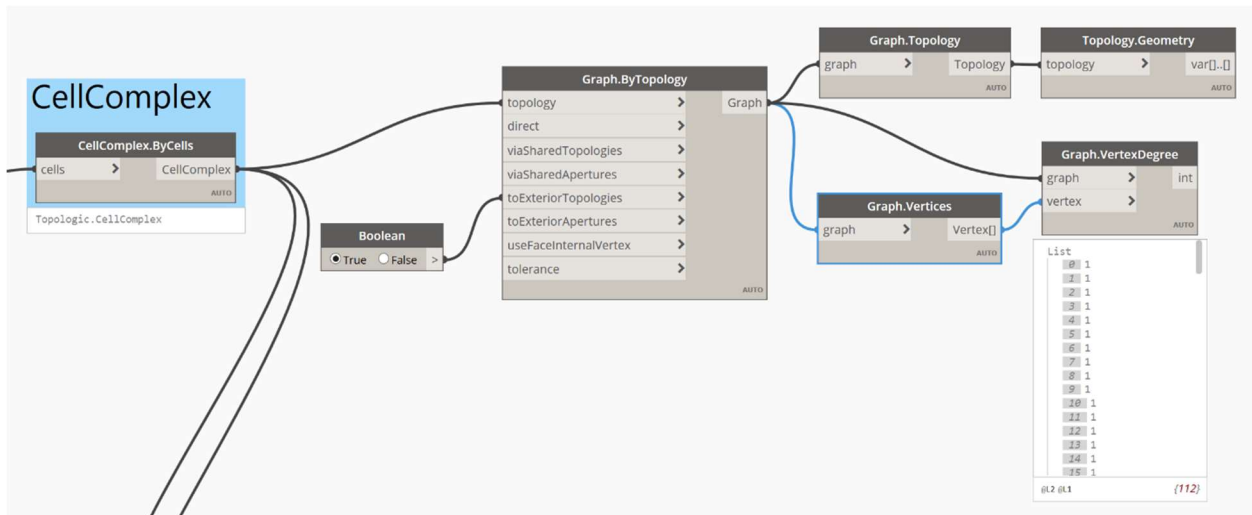 CellComplex
CellComplex.ByCells
cells > CellComplex
AUTO
Topologic.CellComplex
Boolean
True False >
Graph.ByTopology
topology > Graph
direct >
viaSharedTopologies >
viaSharedApertures >
toExteriorTopologies >
toExteriorApertures >
useFaceInternalVertex >
tolerance >
AUTO
Graph.Topology
graph > Topology
AUTO
Topology.Geometry
topology > var[]..[]
AUTO
Graph.Vertices
graph > Vertex[]
AUTO
Graph.VertexDegree
graph > int
vertex >
AUTO
List
0 1
1 1
2 1
3 1
4 1
5 1
6 1
7 1
8 1
9 1
10 1
11 1
12 1
13 1
14 1
15 1
@L2 @L1 {112}